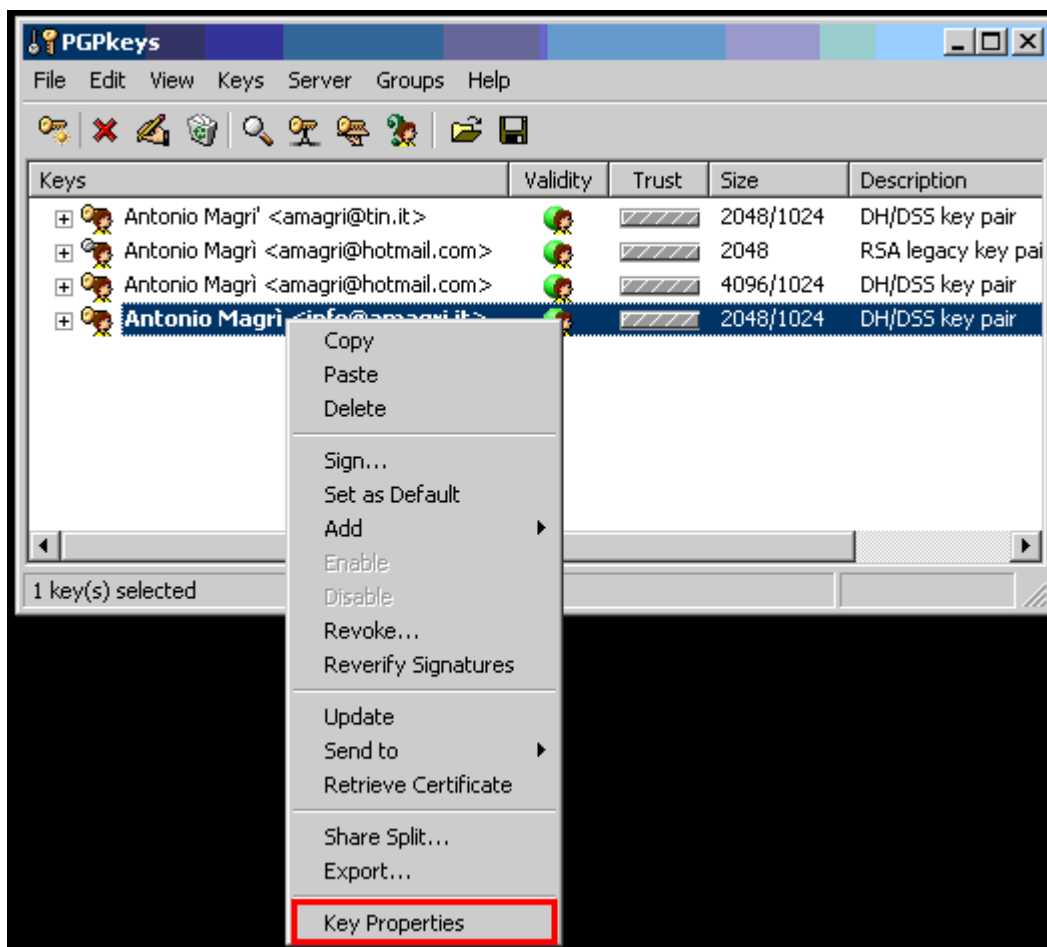 PGPkeys
File Edit View Keys Server Groups Help
Keys Validity Trust Size Description
Antonio Magri' <amagri@tin.it> 2048/1024 DH/DSS key pair
Antonio Magrì <amagri@hotmail.com> 2048 RSA legacy key pai
Antonio Magrì <amagri@hotmail.com> 4096/1024 DH/DSS key pair
Antonio Magrì <info@amagri.it> 2048/1024 DH/DSS key pair
Copy
Paste
Delete
Sign...
Set as Default
Add
Enable
Disable
Revoke...
Reverify Signatures
Update
Send to
Retrieve Certificate
Share Split...
Export...
Key Properties
1 key(s) selected